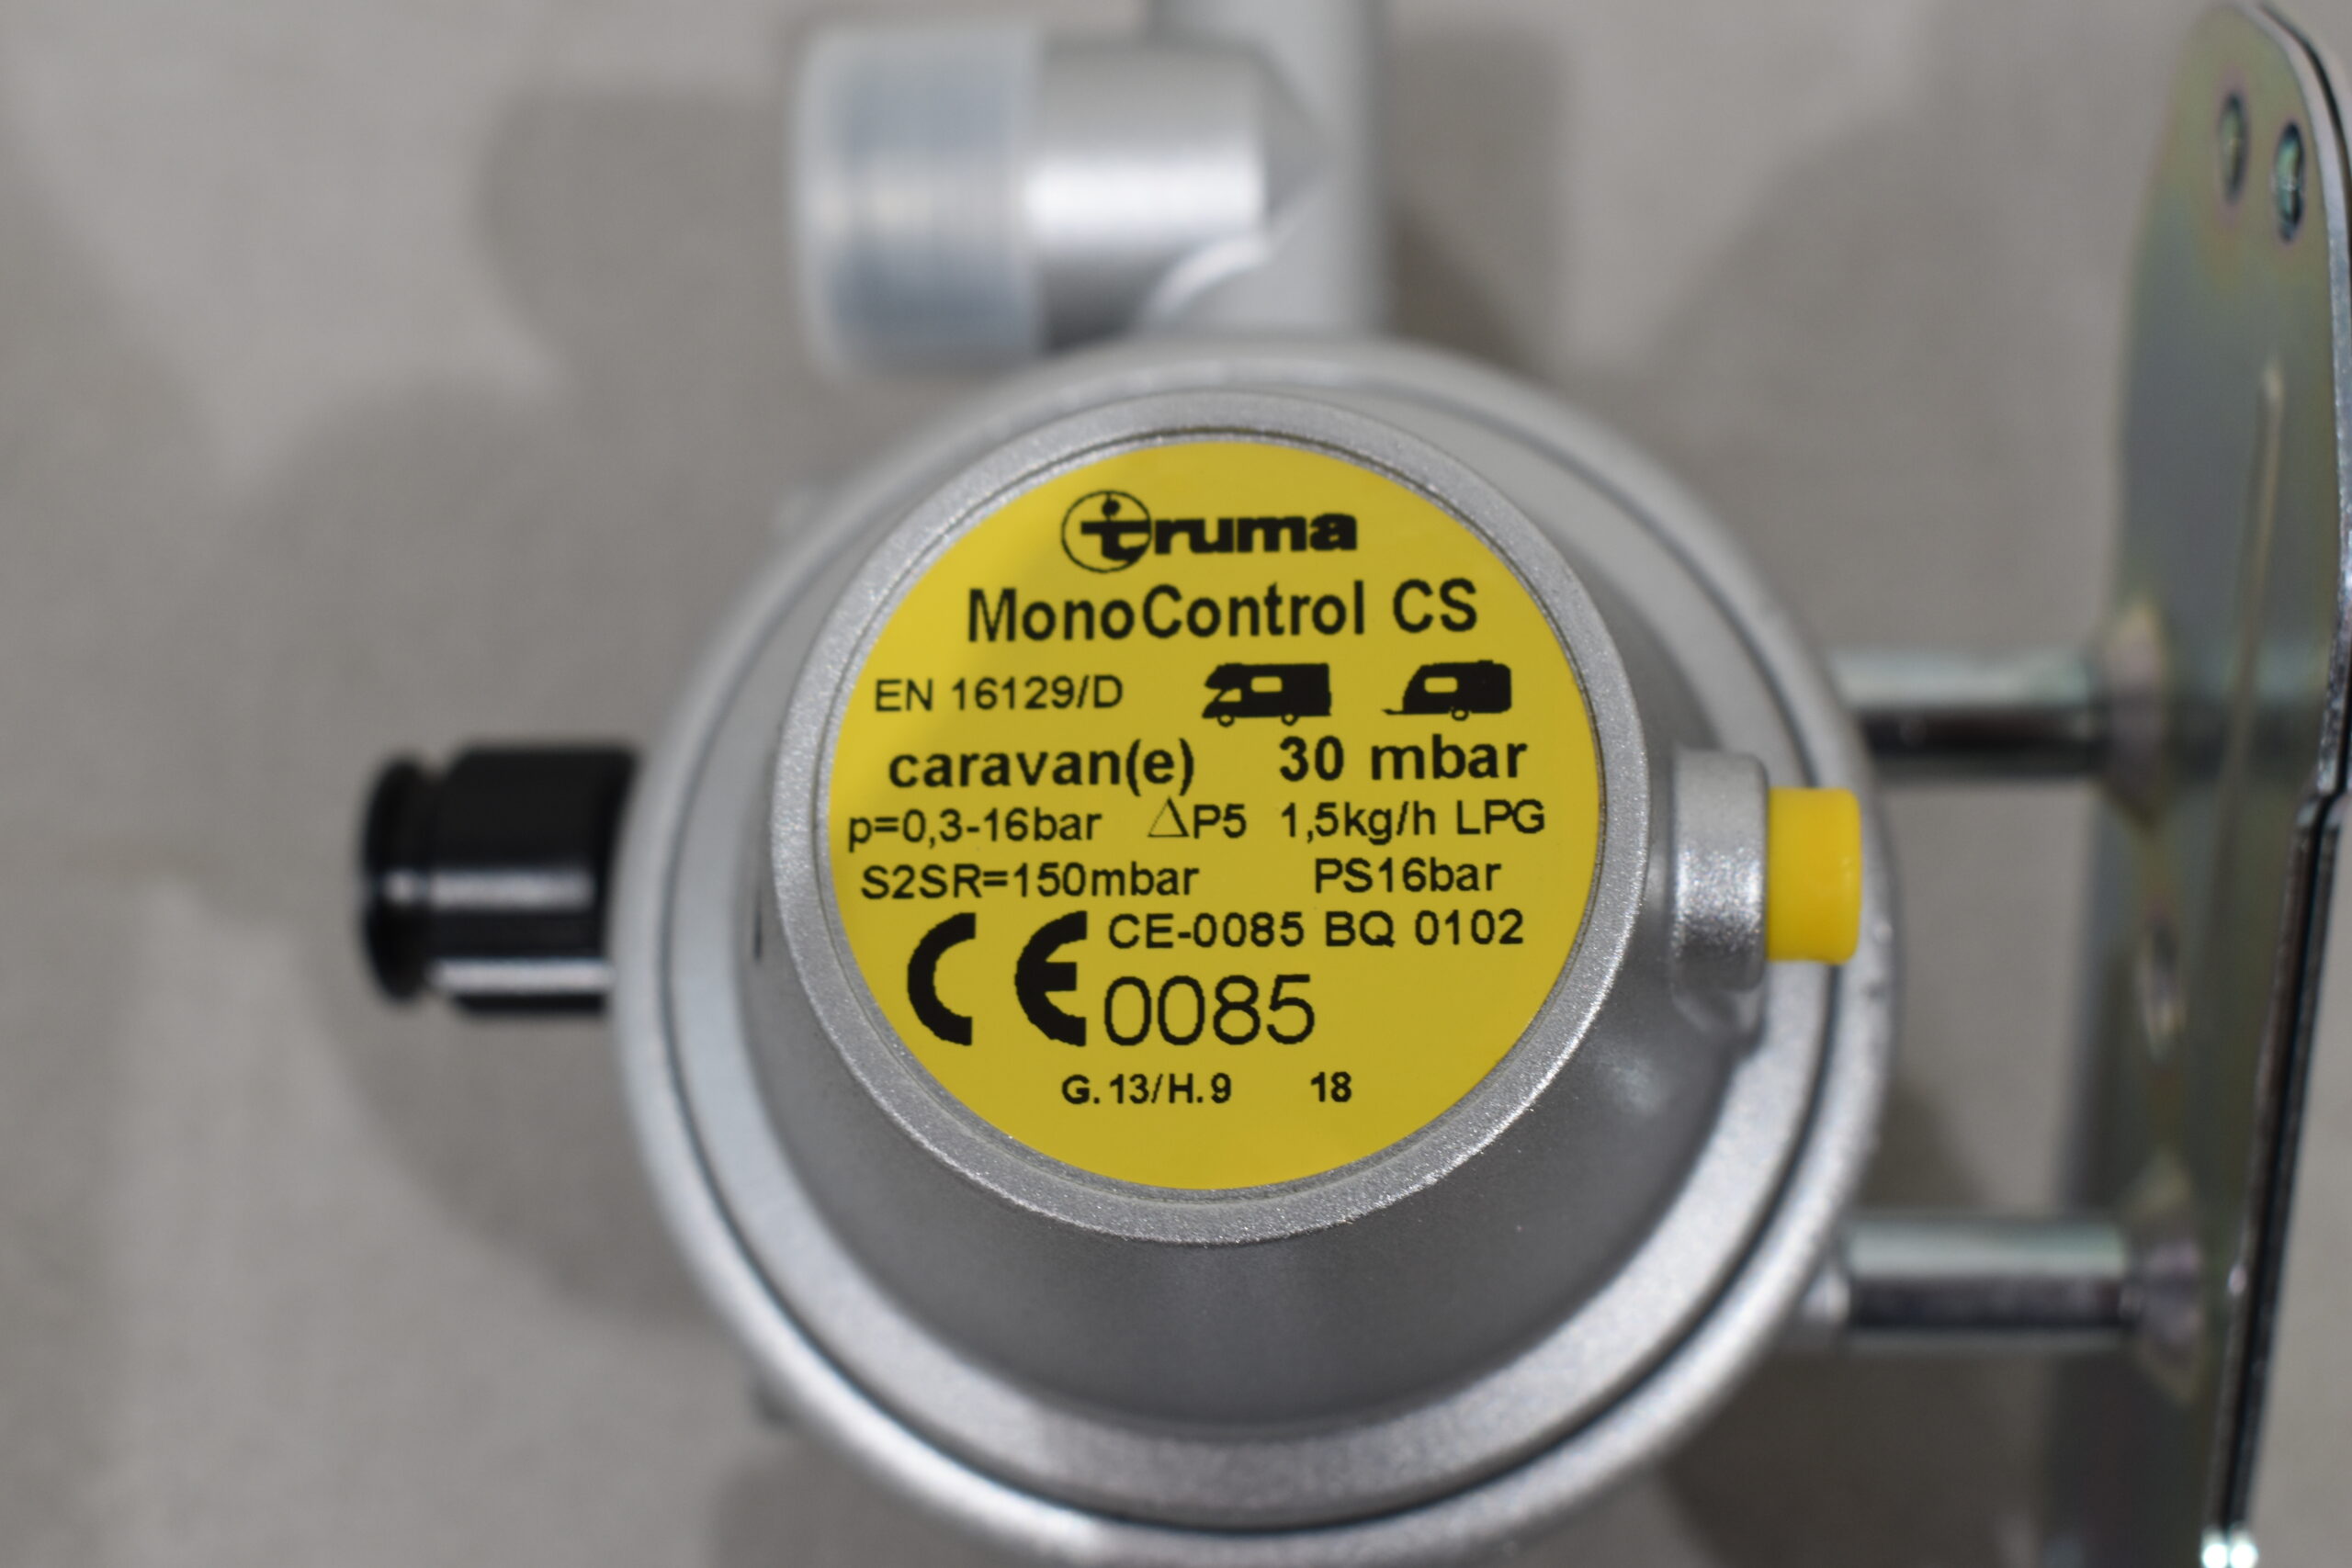 truma
MonoControl CS
EN 16129/D
caravan(e) 30 mbar
p=0,3-16bar ΔP5 1,5kg/h LPG
S2SR=150mbar PS16bar
CE-0085 BQ 0102
CE 0085
G.13/H.9 18